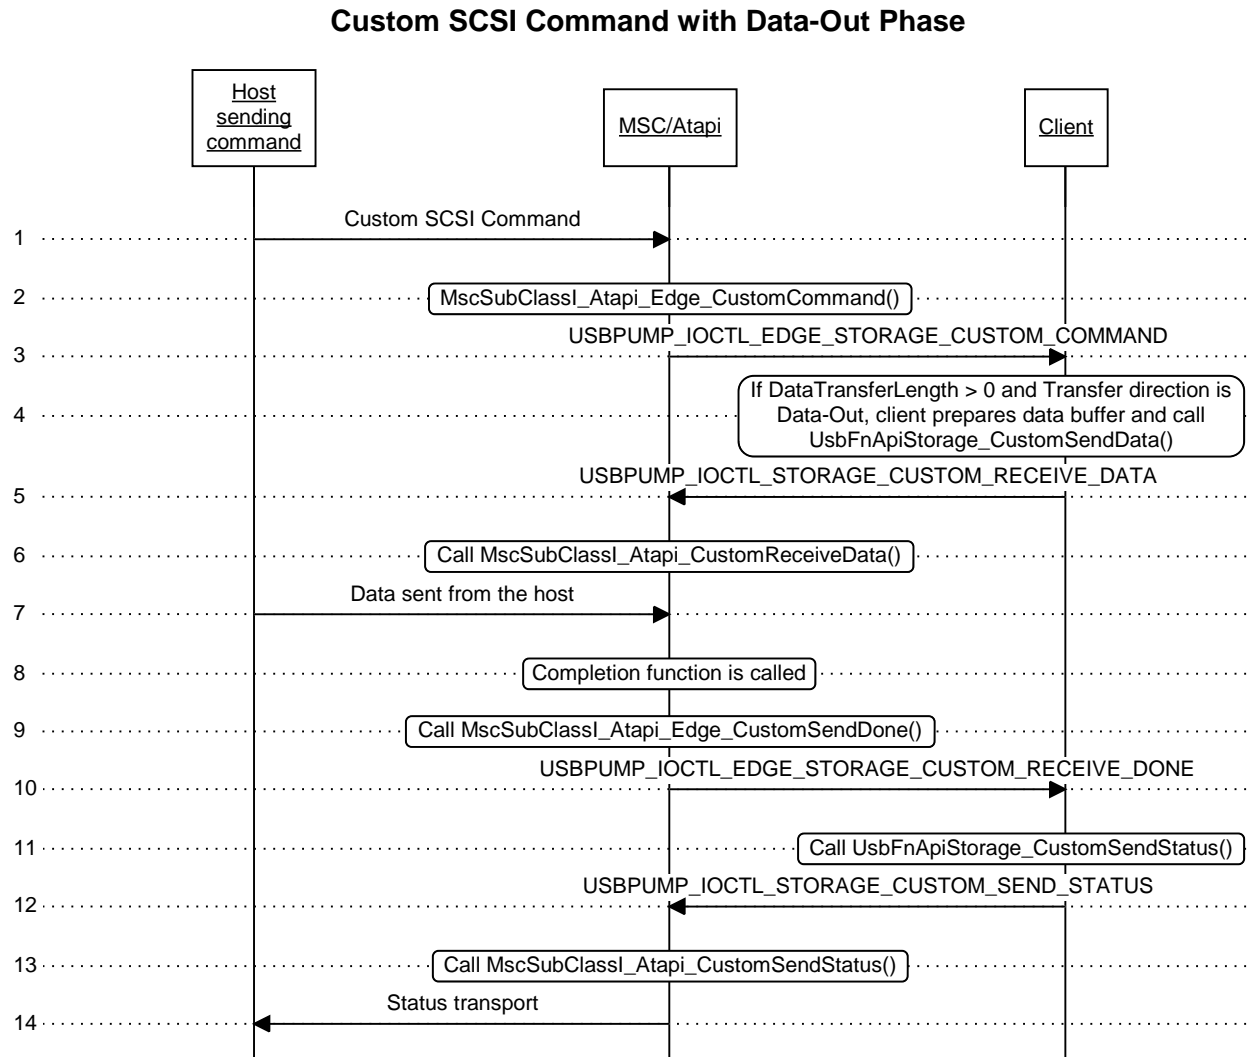 Custom SCSI Command with Data-Out Phase
Host
sending
command
MSC/Atapi
Client
Custom SCSI Command
1
2
MscSubClassI_Atapi_Edge_CustomCommand()
USBPUMP_IOCTL_EDGE_STORAGE_CUSTOM_COMMAND
3
If DataTransferLength > 0 and Transfer direction is
4
Data-Out, client prepares data buffer and call
UsbFnApiStorage_CustomSendData()
USBPUMP_IOCTL_STORAGE_CUSTOM_RECEIVE_DATA
5
6
Call MscSubClassI_Atapi_CustomReceiveData()
Data sent from the host
7
8
Completion function is called
9
Call MscSubClassI_Atapi_Edge_CustomSendDone()
USBPUMP_IOCTL_EDGE_STORAGE_CUSTOM_RECEIVE_DONE
10
11
Call UsbFnApiStorage_CustomSendStatus()
USBPUMP_IOCTL_STORAGE_CUSTOM_SEND_STATUS
12
13
Call MscSubClassI_Atapi_CustomSendStatus()
Status transport
14